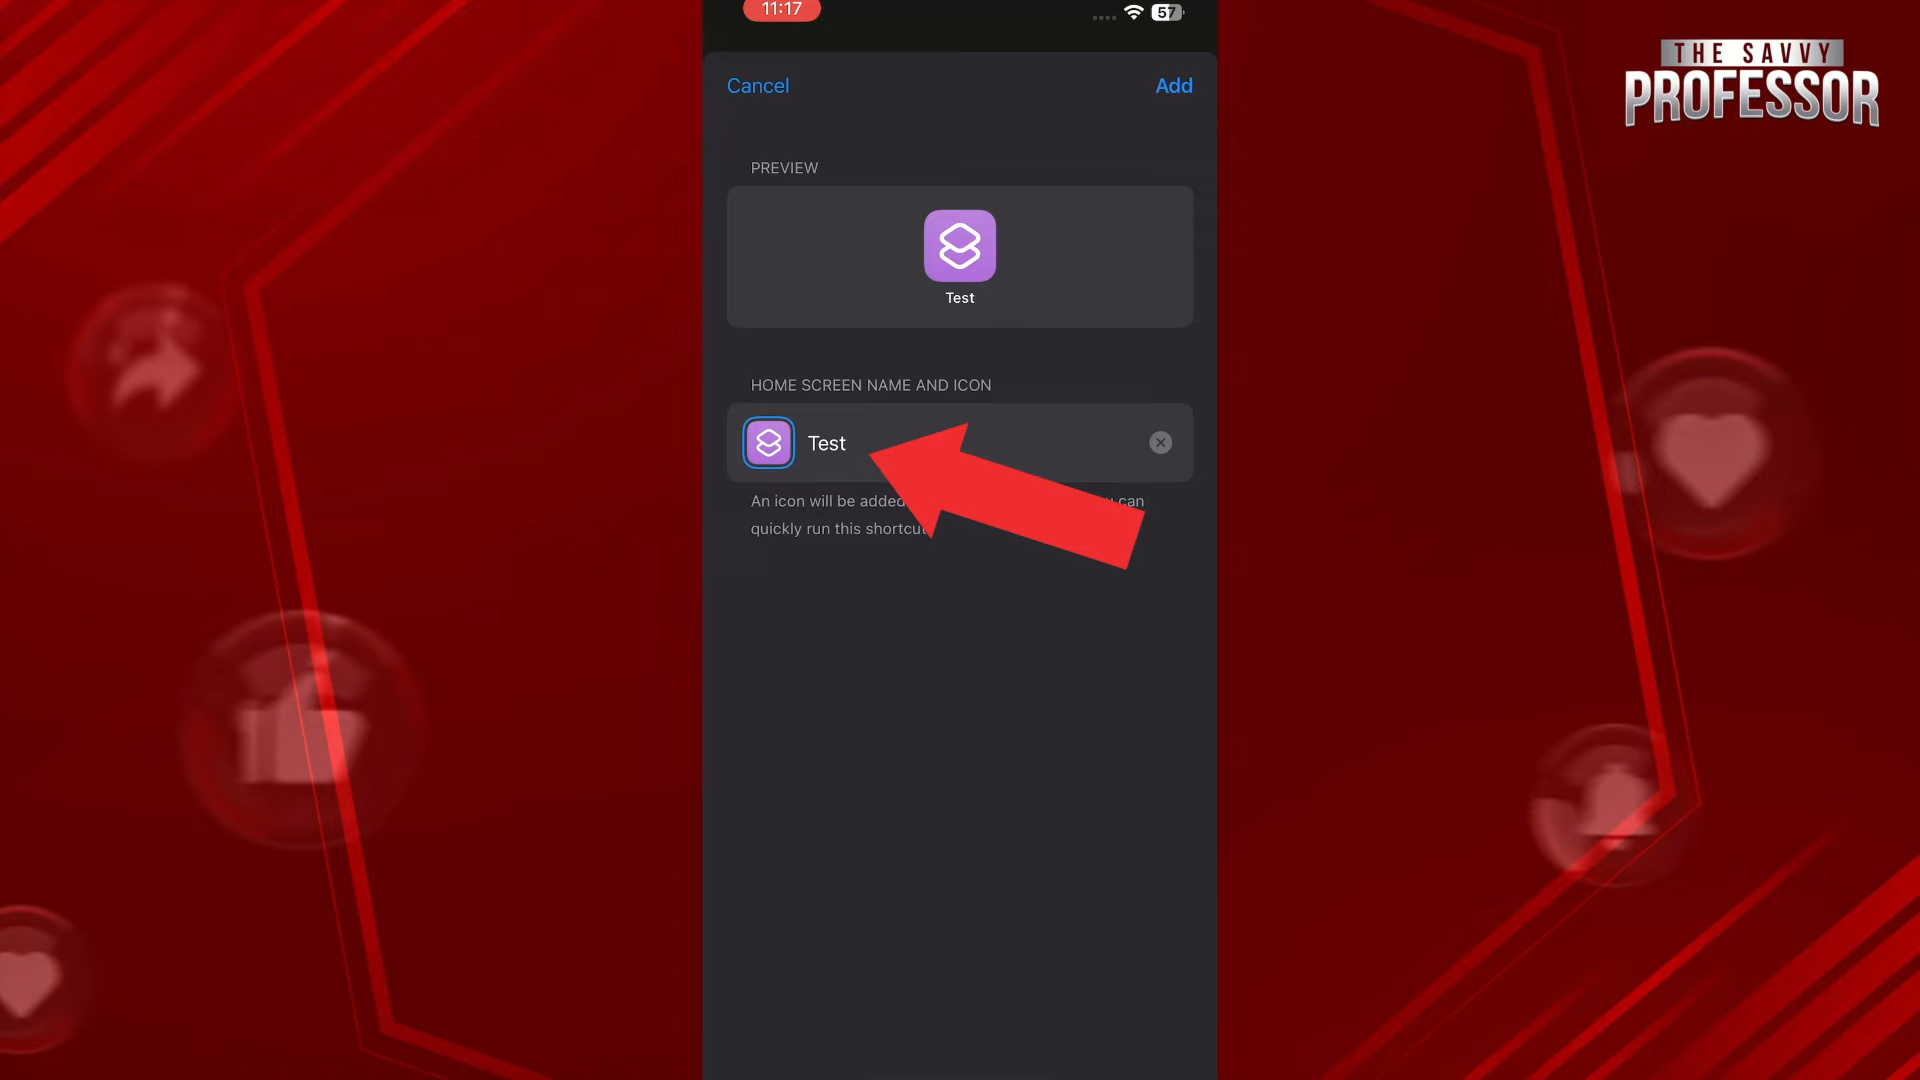 11:17
57
THE SAVVY
PROFESSOR
Cancel
Add
PREVIEW
Test
HOME SCREEN NAME AND ICON
Test
An icon will be added can
quickly run this shortcut